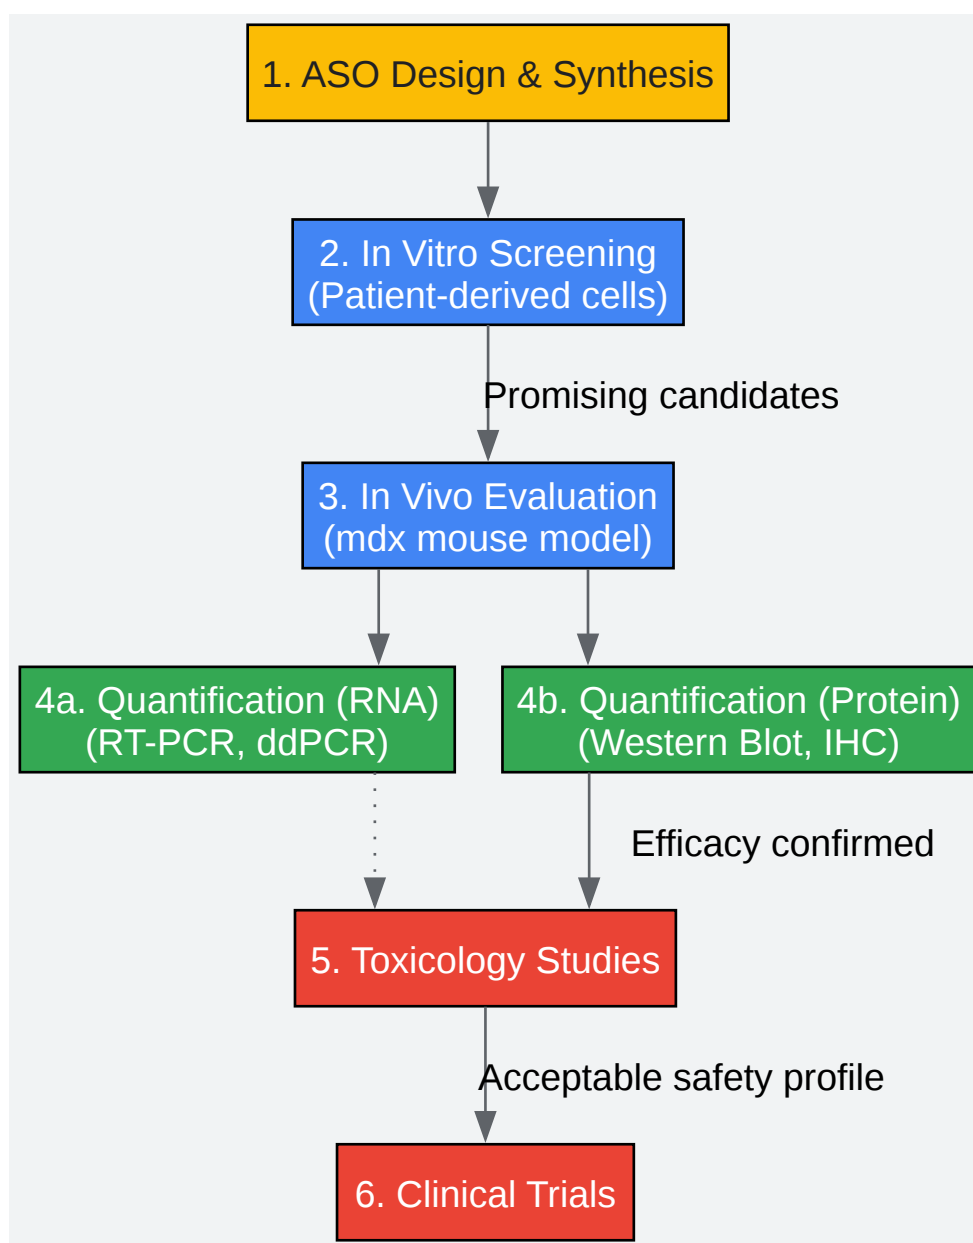 1. ASO Design & Synthesis
2. In Vitro Screening
(Patient-derived cells)
Promising candidates
3. In Vivo Evaluation
(mdx mouse model)
4a. Quantification (RNA)
(RT-PCR, ddPCR)
4b. Quantification (Protein)
(Western Blot, IHC)
Efficacy confirmed
5. Toxicology Studies
Acceptable safety profile
6. Clinical Trials